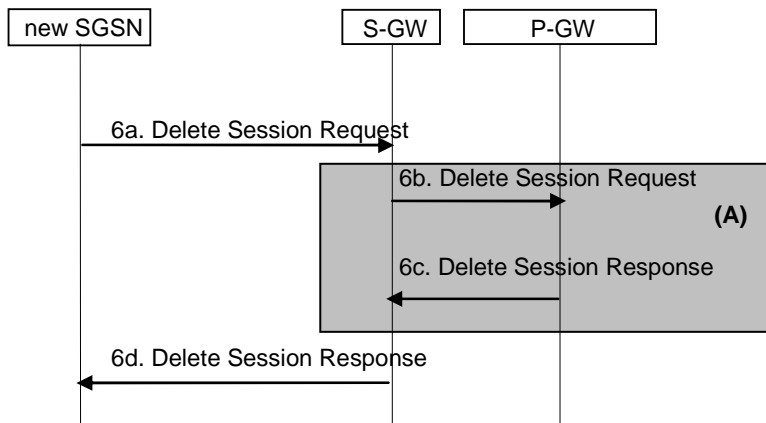 new SGSN
S-GW
P-GW
6a. Delete Session Request
6b. Delete Session Request
(A)
6c. Delete Session Response
6d. Delete Session Response